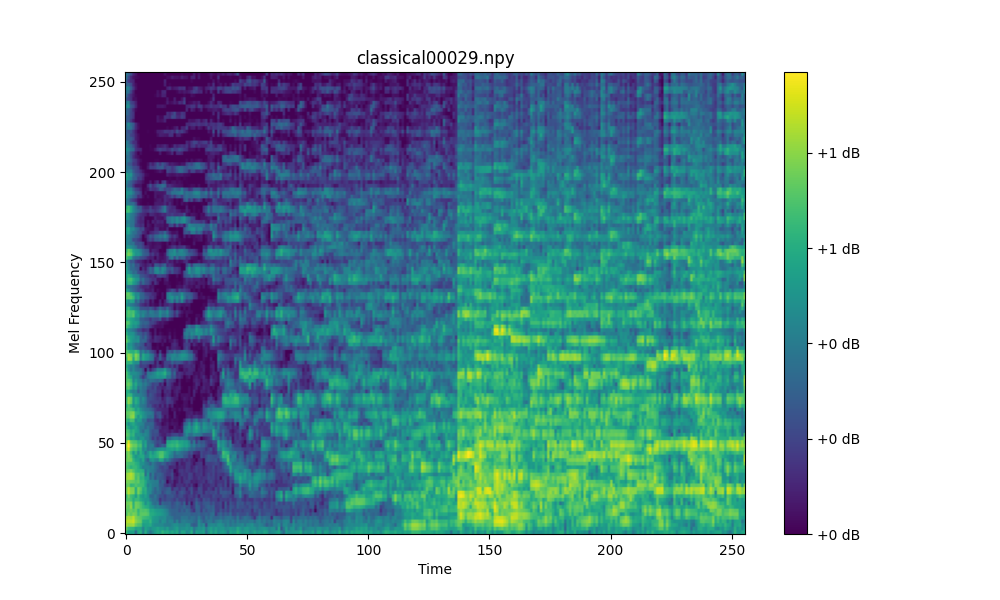 classical00029.npy
250
200
150
100
50
0
Mel Frequency
0 50 100 150 200 250
Time
+1 dB
+1 dB
+0 dB
+0 dB
+0 dB